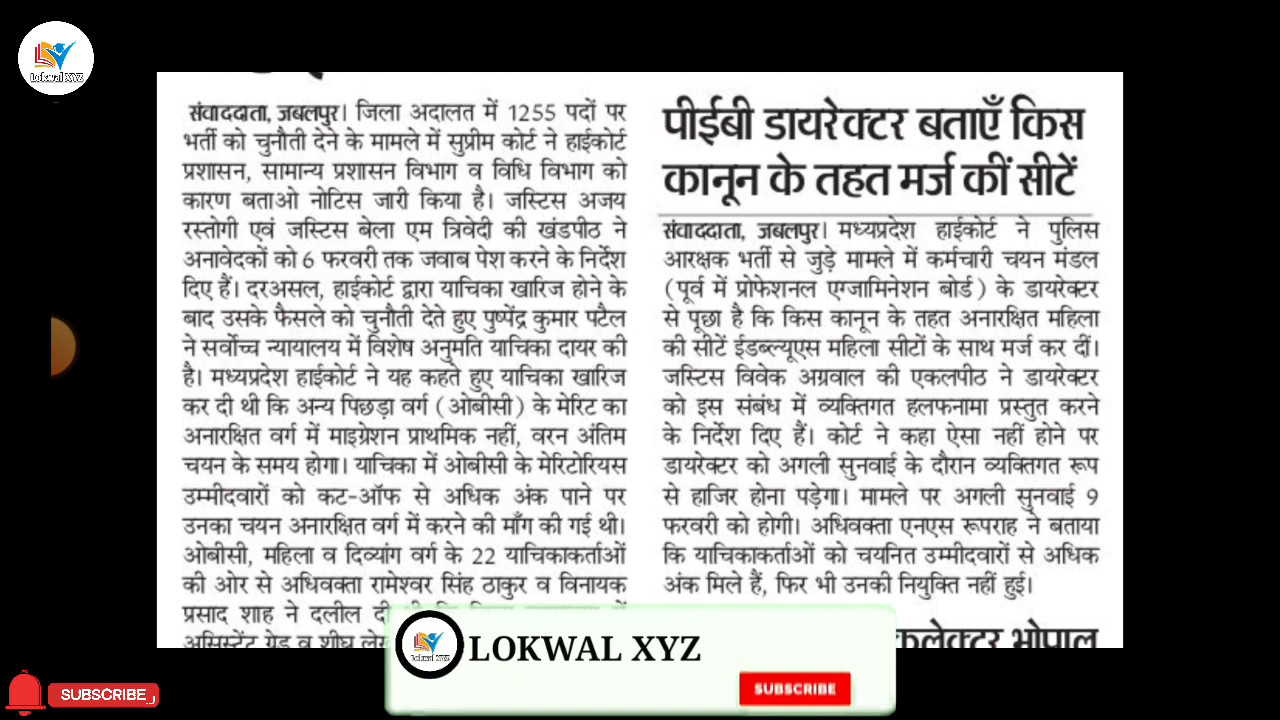 Lokwal XYZ
संवाददाता, जबलपुर। जिला अदालत में 1255 पदों पर
भर्ती को चुनौती देने के मामले में सुप्रीम कोर्ट ने हाईकोर्ट
प्रशासन, सामान्य प्रशासन विभाग व विधि विभाग को
कारण बताओ नोटिस जारी किया है। जस्टिस अजय
रस्तोगी एवं जस्टिस बेला एम त्रिवेदी की खंडपीठ ने
अनावेदकों को 6 फरवरी तक जवाब पेश करने के निर्देश
दिए हैं। दरअसल, हाईकोर्ट द्वारा याचिका खारिज होने के
बाद उसके फैसले को चुनौती देते हुए पुष्पेंद्र कुमार पटैल
ने सर्वोच्च न्यायालय में विशेष अनुमति याचिका दायर की
है। मध्यप्रदेश हाईकोर्ट ने यह कहते हुए याचिका खारिज
कर दी थी कि अन्य पिछड़ा वर्ग (ओबीसी) के मेरिट का
अनारक्षित वर्ग में माइग्रेशन प्राथमिक नहीं, वरन अंतिम
चयन के समय होगा। याचिका में ओबीसी के मेरिटोरियस
उम्मीदवारों को कट-ऑफ से अधिक अंक पाने पर
उनका चयन अनारक्षित वर्ग में करने की माँग की गई थी।
ओबीसी, महिला व दिव्यांग वर्ग के 22 याचिकाकर्ताओं
की ओर से अधिवक्ता रामेश्वर सिंह ठाकुर व विनायक
प्रसाद शाह ने दलील
असिस्टेंट ग्रेड व शीघ्र
पीईबी डायरेक्टर बताएँ किस
कानून के तहत मर्ज कीं सीटें
संवाददाता, जबलपुर। मध्यप्रदेश हाईकोर्ट ने पुलिस
आरक्षक भर्ती से जुड़े मामले में कर्मचारी चयन मंडल
(पूर्व में प्रोफेशनल एग्जामिनेशन बोर्ड) के डायरेक्टर
से पूछा है कि किस कानून के तहत अनारक्षित महिला
की सीटें ईडब्ल्यूएस महिला सीटों के साथ मर्ज कर दीं।
जस्टिस विवेक अग्रवाल की एकलपीठ ने डायरेक्टर
को इस संबंध में व्यक्तिगत हलफनामा प्रस्तुत करने
के निर्देश दिए हैं। कोर्ट ने कहा ऐसा नहीं होने पर
डायरेक्टर को अगली सुनवाई के दौरान व्यक्तिगत रूप
से हाजिर होना पड़ेगा। मामले पर अगली सुनवाई 9
फरवरी को होगी। अधिवक्ता एनएस रूपराह ने बताया
कि याचिकाकर्ताओं को चयनित उम्मीदवारों से अधिक
अंक मिले हैं, फिर भी उनकी नियुक्ति नहीं हुई।
कलेक्टर भोपाल
Lokwal XYZ
LOKWAL XYZ
SUBSCRIBE
SUBSCRIBE